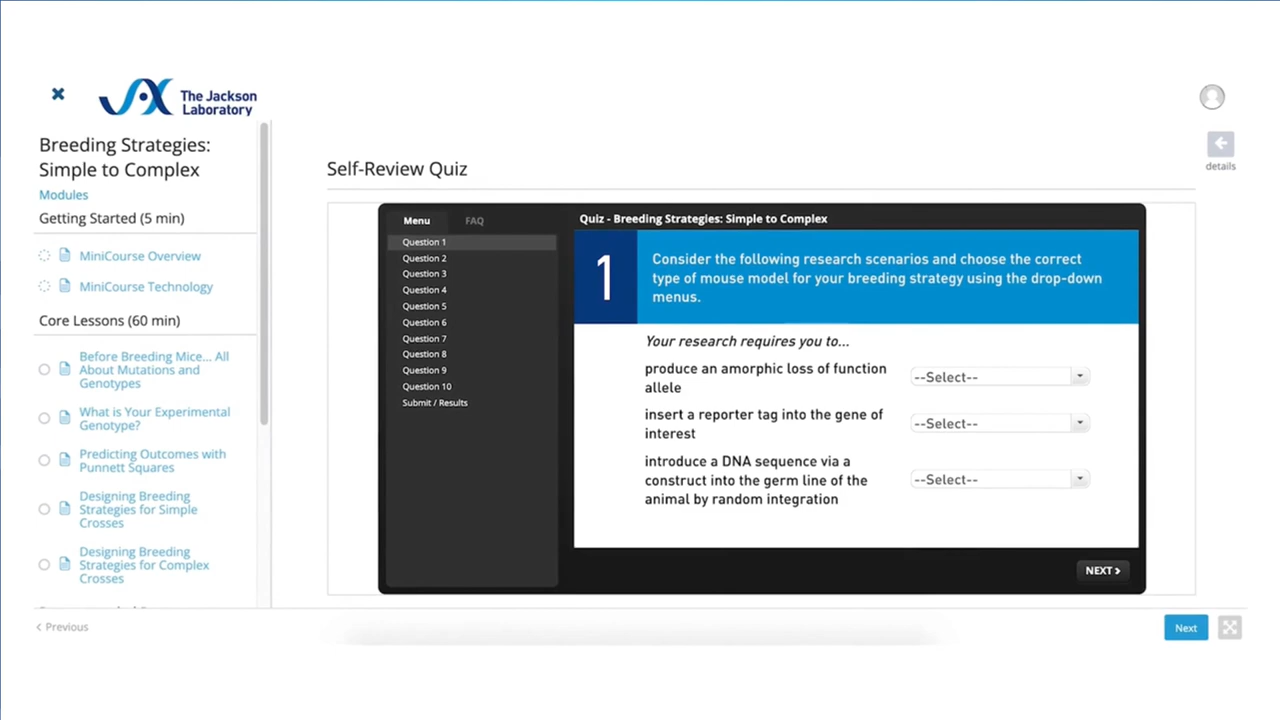 The Jackson
Laboratory
Breeding Strategies:
Simple to Complex
Modules
Getting Started (5 min)
MiniCourse Overview
MiniCourse Technology
Core Lessons (60 min)
Before Breeding Mice... All
About Mutations and
Genotypes
What is Your Experimental
Genotype?
Predicting Outcomes with
Punnett Squares
Designing Breeding
Strategies for Simple
Crosses
Designing Breeding
Strategies for Complex
Crosses
< Previous
details
Self-Review Quiz
Menu
FAQ
Question 1
Question 2
Question 3
Question 4
Question 5
Question 6
Question 7
Question 8
Question 9
Question 10
Submit / Results
Quiz - Breeding Strategies: Simple to Complex
1
Consider the following research scenarios and choose the correct
type of mouse model for your breeding strategy using the drop-down
menus.
Your research requires you to...
produce an amorphic loss of function
allele
--Select--
insert a reporter tag into the gene of
interest
--Select--
introduce a DNA sequence via a
construct into the germ line of the
animal by random integration
--Select--
NEXT >
Next